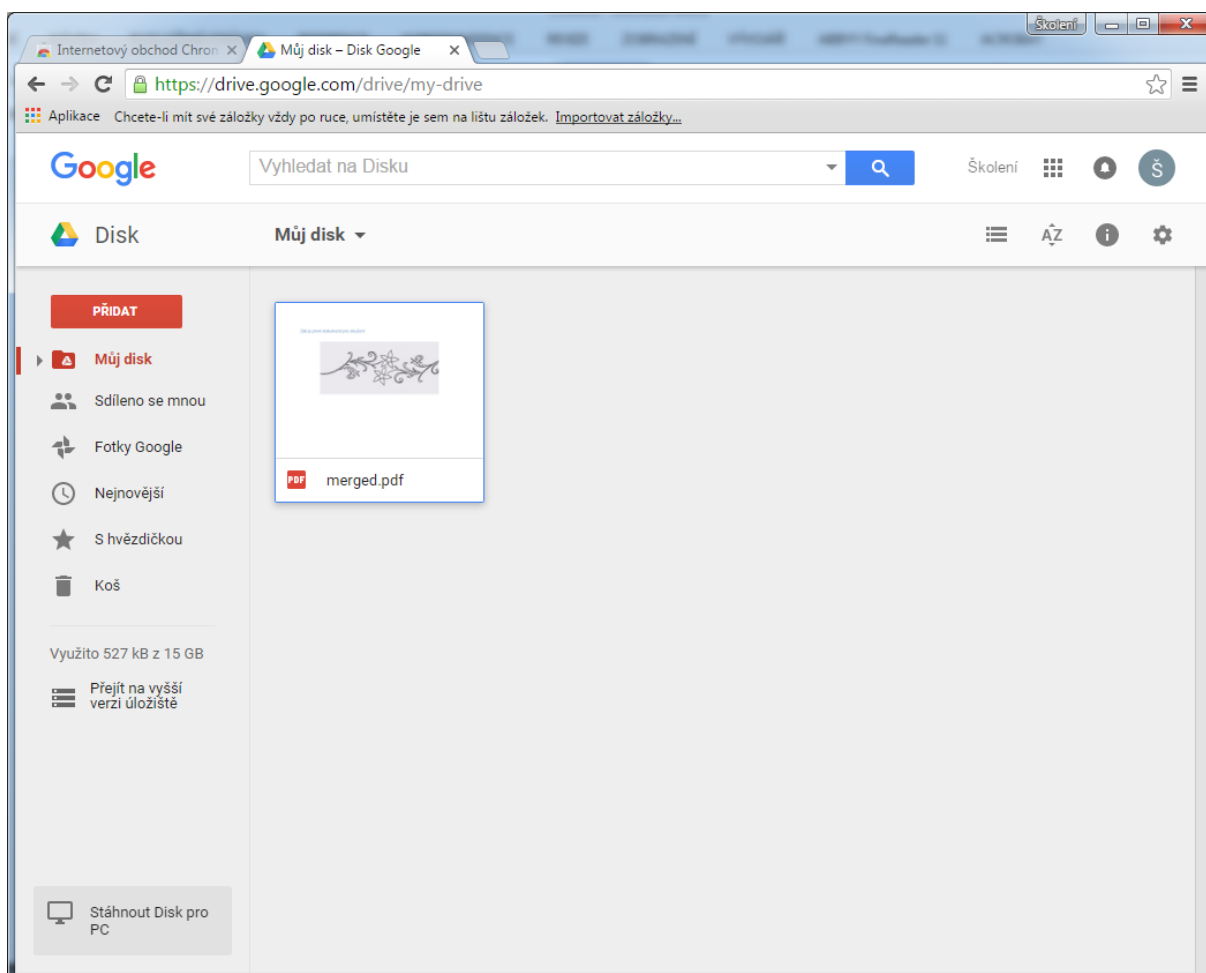 Školení
Internetový obchod Chron
Můj disk – Disk Google
https://drive.google.com/drive/my-drive
Aplikace Chcete-li mít své záložky vždy po ruce, umístěte je sem na lištu záložek. Importovat záložky...
Google
Vyhledat na Disku
Školení
Š
Disk
Můj disk
AZ
PŘIDAT
Můj disk
Sdíleno se mnou
Fotky Google
Nejnovější
S hvězdičkou
Koš
PDF merged.pdf
Využito 527 kB z 15 GB
Přejít na vyšší
verzi úložiště
Stáhnout Disk pro
PC